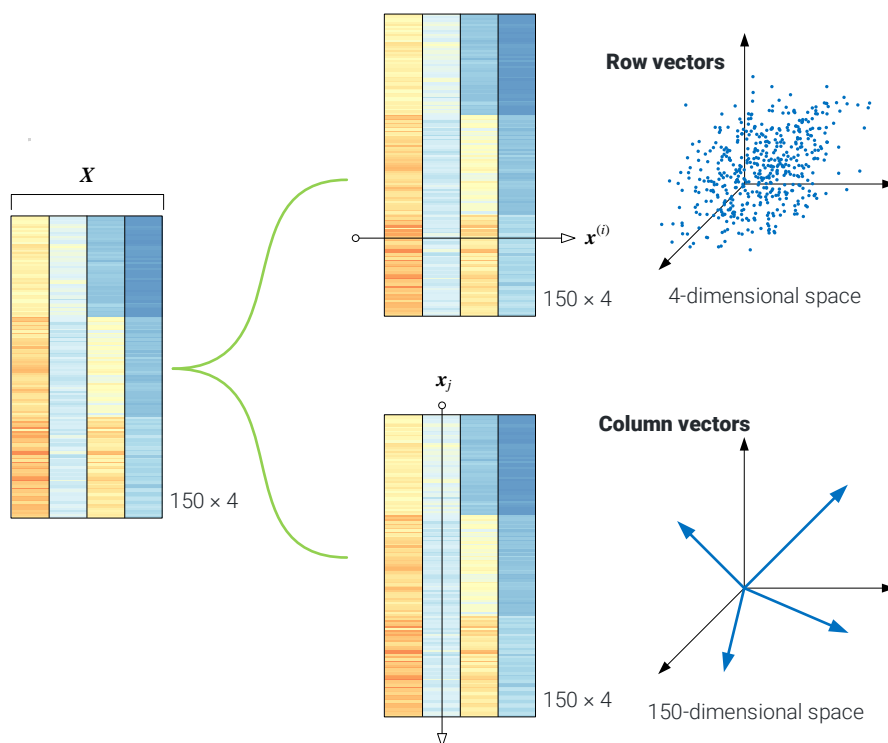 X
150 × 4
x^{(i)}
150 × 4
Row vectors
4-dimensional space
x_j
150 × 4
Column vectors
150-dimensional space